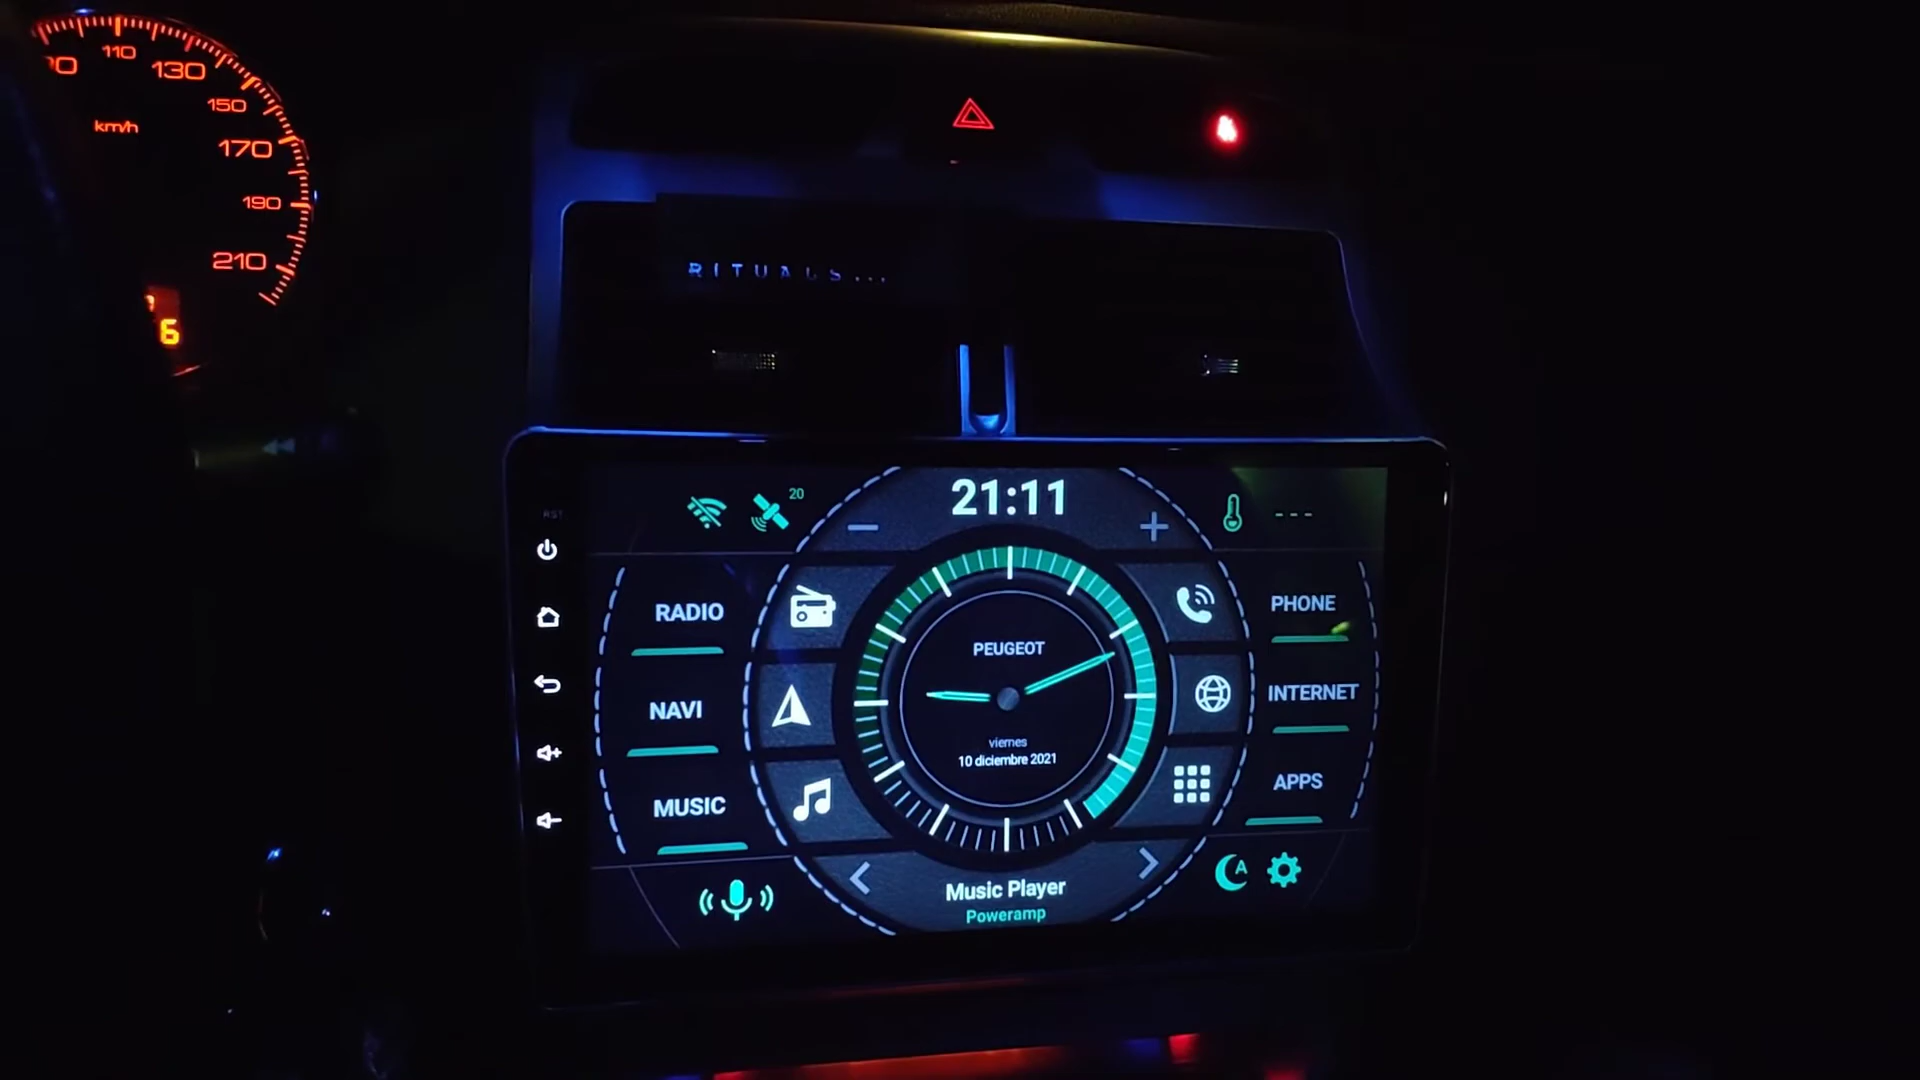 110
130
150
km/h
170
190
210
6
RITUALS...
RST
20
21:11
---
RADIO
PHONE
PEUGEOT
NAVI
INTERNET
viernes
10 diciembre 2021
MUSIC
APPS
A
Music Player
Poweramp